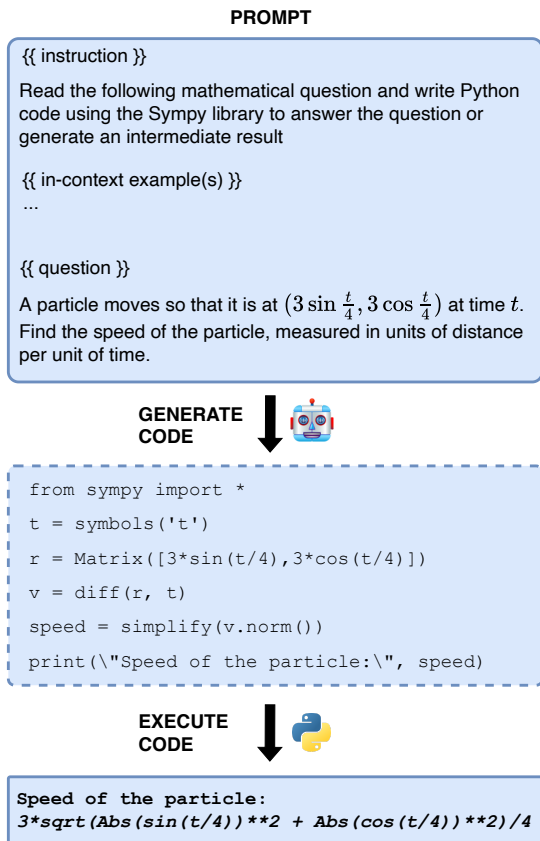 PROMPT
{{ instruction }}
Read the following mathematical question and write Python
code using the Sympy library to answer the question or
generate an intermediate result
{{ in-context example(s) }}
...
{{ question }}
A particle moves so that it is at (3 sin t/4, 3 cos t/4) at time t.
Find the speed of the particle, measured in units of distance
per unit of time.
GENERATE
CODE
from sympy import *
t = symbols('t')
r = Matrix([3*sin(t/4),3*cos(t/4)])
v = diff(r, t)
speed = simplify(v.norm())
print(\"Speed of the particle:\", speed)
EXECUTE
CODE
Speed of the particle:
3*sqrt(Abs(sin(t/4))**2 + Abs(cos(t/4))**2)/4